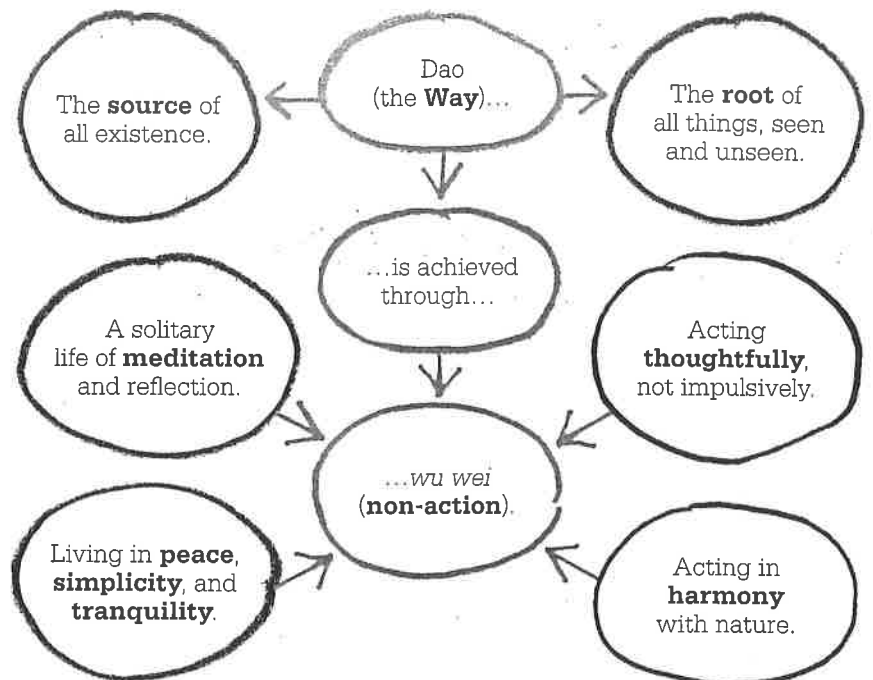 Dao
(the Way)...
The source of
all existence.
The root of
all things, seen
and unseen.
...is achieved
through...
A solitary
life of meditation
and reflection.
Acting
thoughtfully,
not impulsively.
...wu wei
(non-action).
Living in peace,
simplicity, and
tranquility.
Acting in
harmony
with nature.